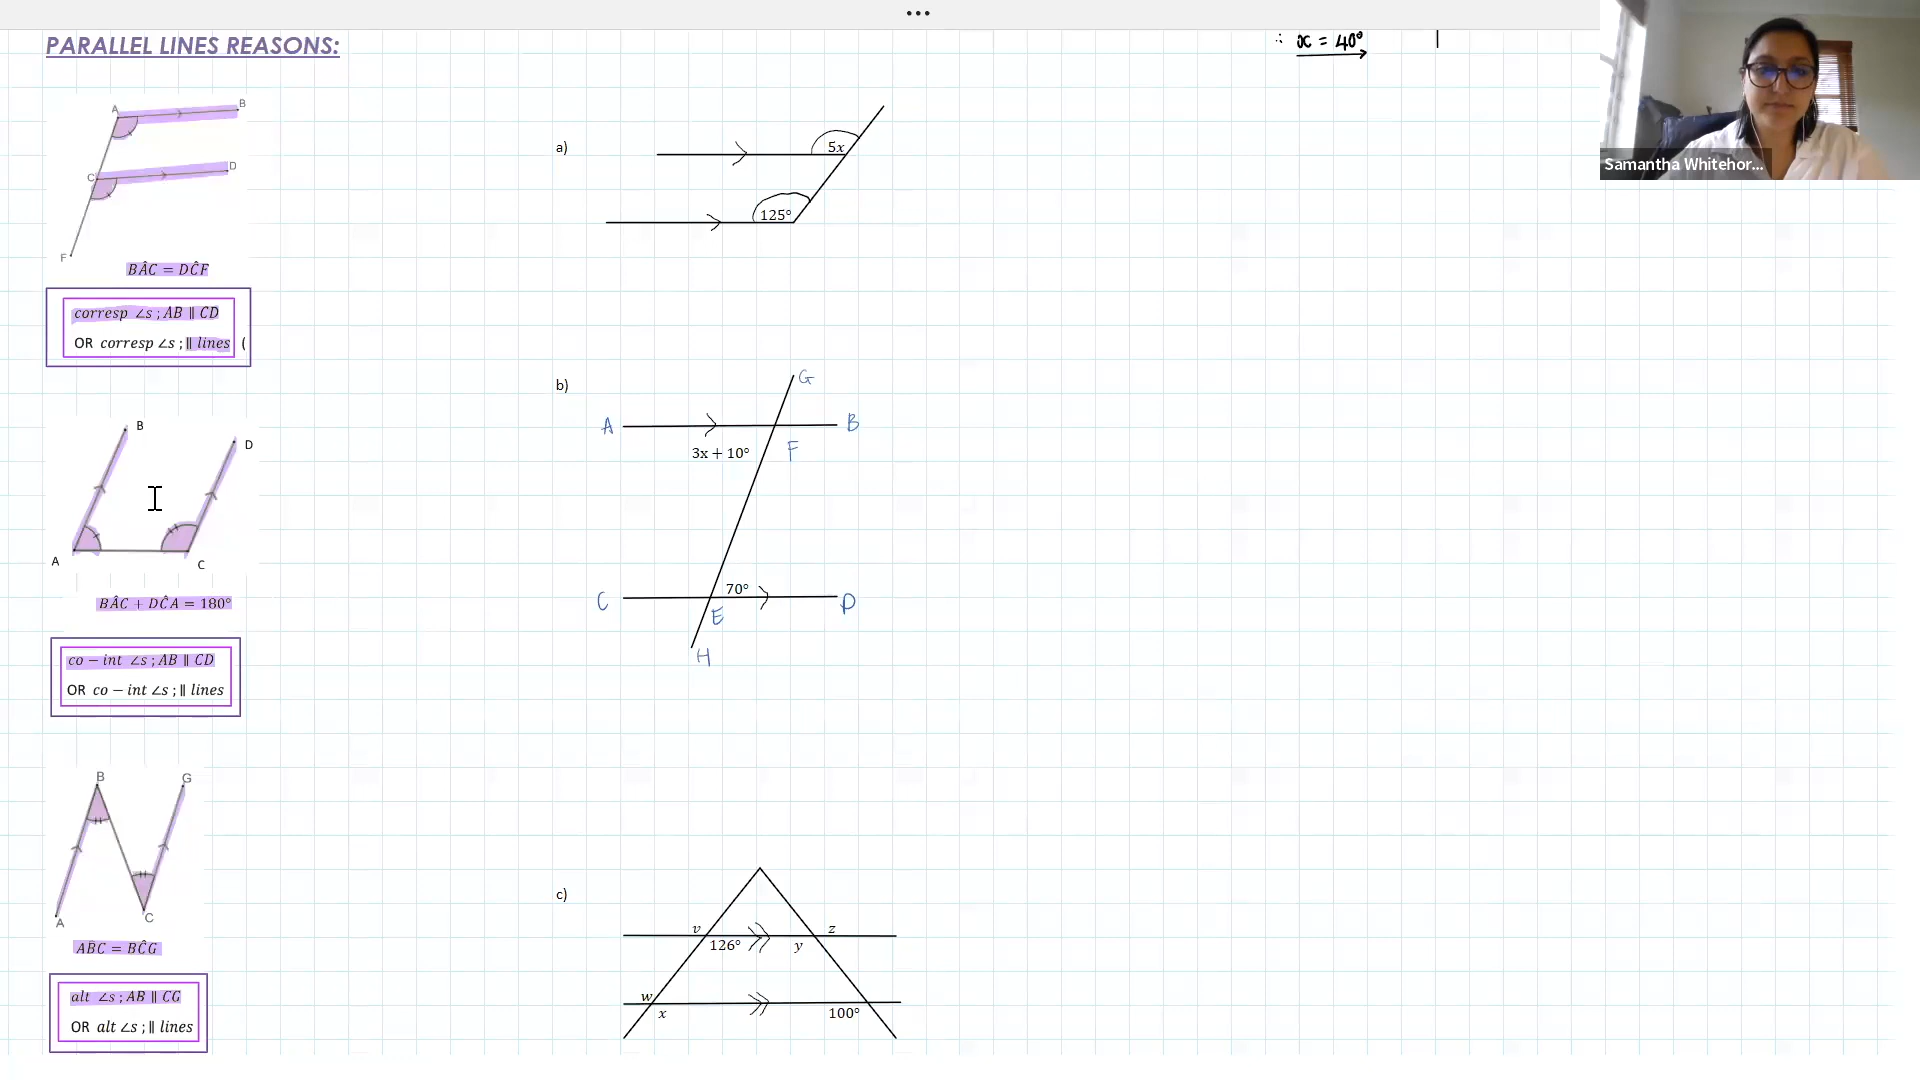 PARALLEL LINES REASONS:
∴ x = 40°
Samantha Whitehor...
A
B
C
D
F
BÂC = DĈF
corresp ∠s ; AB ∥ CD
OR corresp ∠s ; ∥ lines (
B
D
A
C
BÂC + DĈA = 180°
co − int ∠s ; AB ∥ CD
OR co − int ∠s ; ∥ lines
B
G
A
C
AB̂C = BĈG
alt ∠s ; AB ∥ CG
OR alt ∠s ; ∥ lines
a)
5x
125°
b)
G
A
B
3x + 10°
F
70°
C
E
D
H
c)
v
z
126°
y
w
x
100°